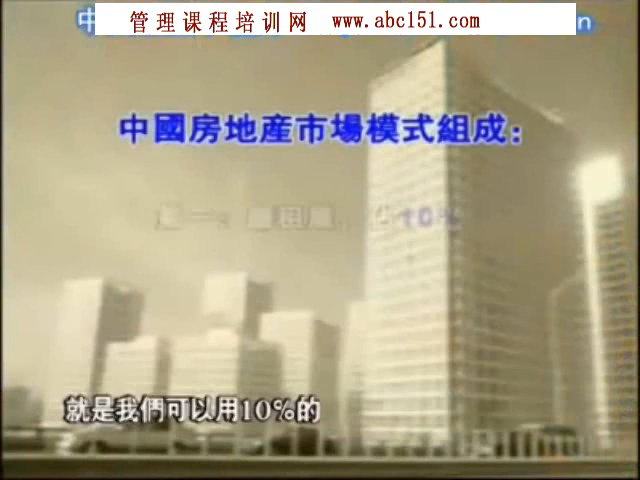 管理课程培训网 www.abc151.com
中國房地產市場模式組成：
10%
就是我們可以用10%的